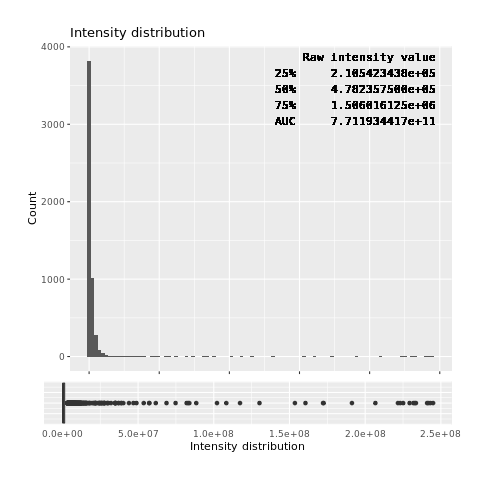 Intensity distribution
Raw intensity value
25% 2.105423438e+05
50% 4.782357500e+05
75% 1.506016125e+06
AUC 7.711934417e+11
4000
3000
2000
1000
0
Count
0.0e+00 5.0e+07 1.0e+08 1.5e+08 2.0e+08 2.5e+08
Intensity distribution